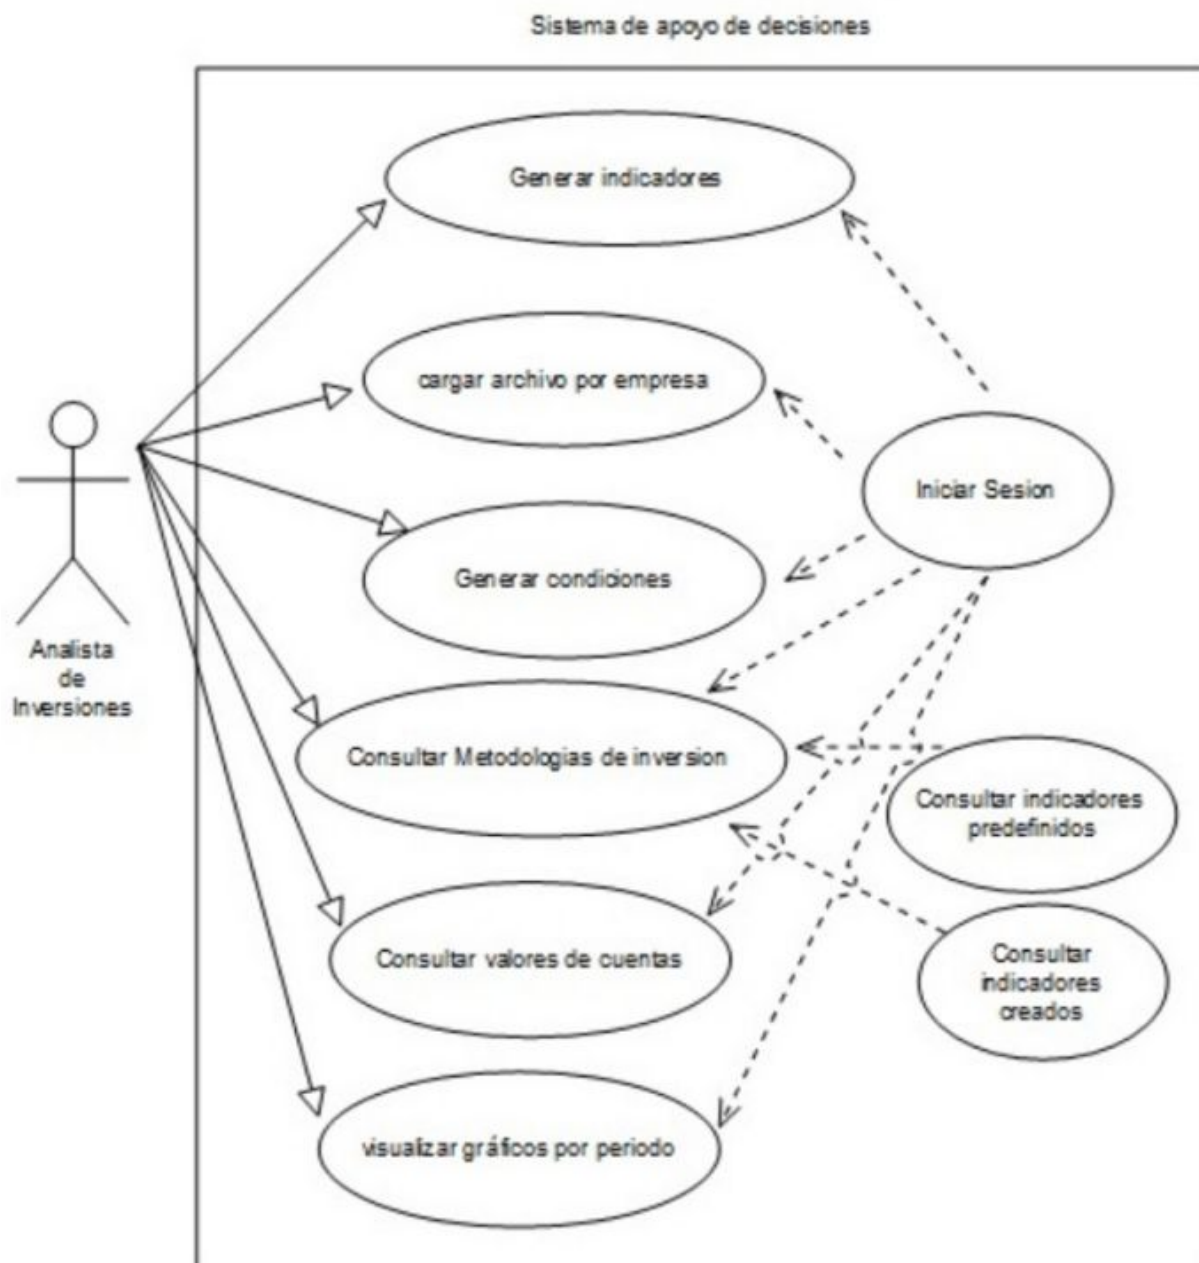 Sistema de apoyo de decisiones
Generar indicadores
cargar archivo por empresa
Iniciar Sesion
Generar condiciones
Analista
de
Inversiones
Consultar Metodologias de inversion
Consultar indicadores
predefinidos
Consultar valores de cuentas
Consultar
indicadores
creados
visualizar gráficos por periodo